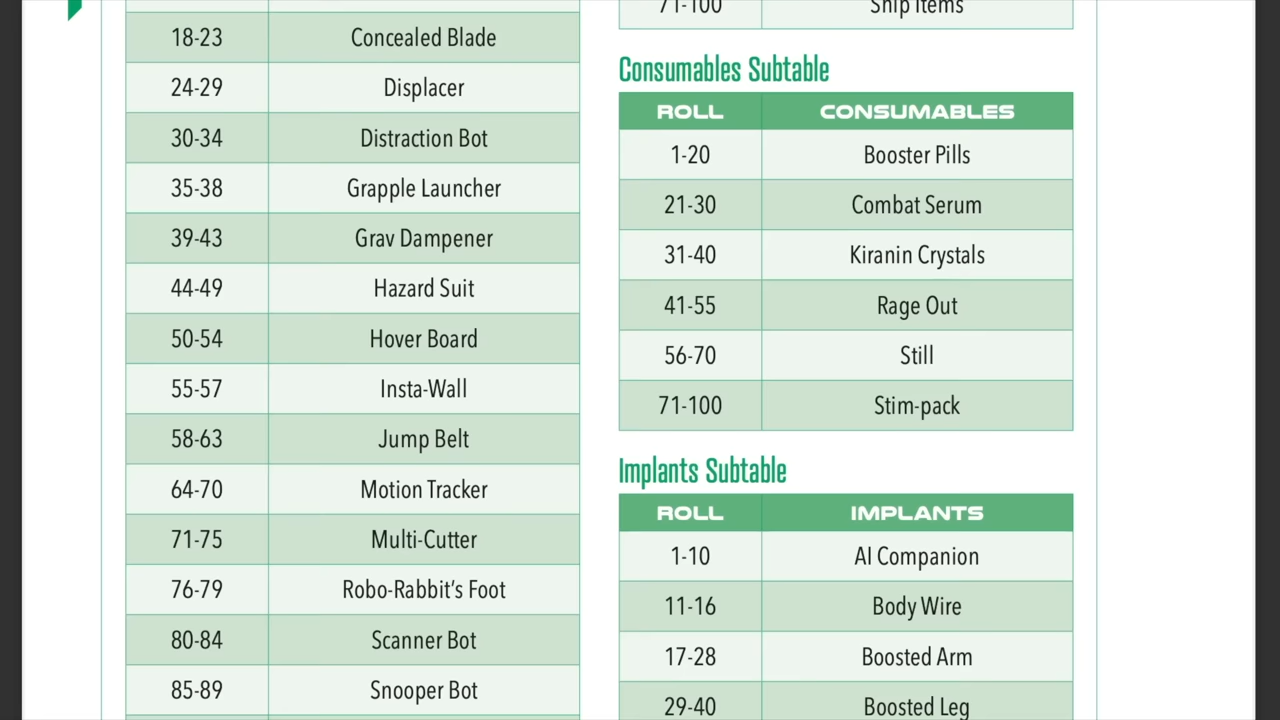 18-23 Concealed Blade
24-29 Displacer
30-34 Distraction Bot
35-38 Grapple Launcher
39-43 Grav Dampener
44-49 Hazard Suit
50-54 Hover Board
55-57 Insta-Wall
58-63 Jump Belt
64-70 Motion Tracker
71-75 Multi-Cutter
76-79 Robo-Rabbit's Foot
80-84 Scanner Bot
85-89 Snooper Bot
71-100 Ship Items
Consumables Subtable
ROLL CONSUMABLES
1-20 Booster Pills
21-30 Combat Serum
31-40 Kiranin Crystals
41-55 Rage Out
56-70 Still
71-100 Stim-pack
Implants Subtable
ROLL IMPLANTS
1-10 AI Companion
11-16 Body Wire
17-28 Boosted Arm
29-40 Boosted Leg